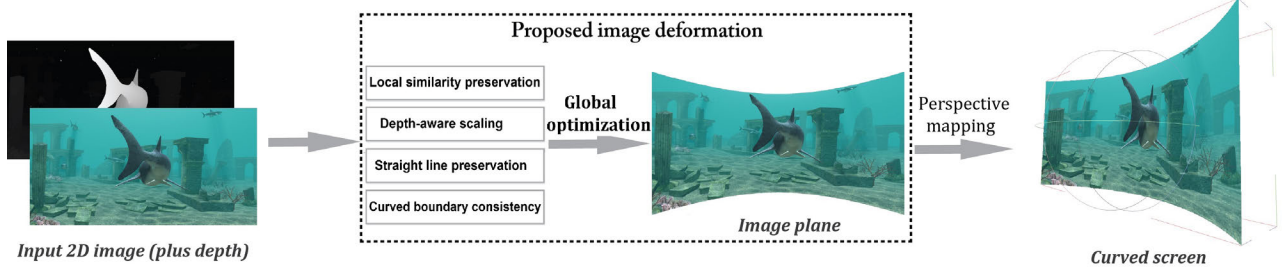 Proposed image deformation
Local similarity preservation
Depth-aware scaling
Straight line preservation
Curved boundary consistency
Global
optimization
Perspective
mapping
Input 2D image (plus depth)
Image plane
Curved screen